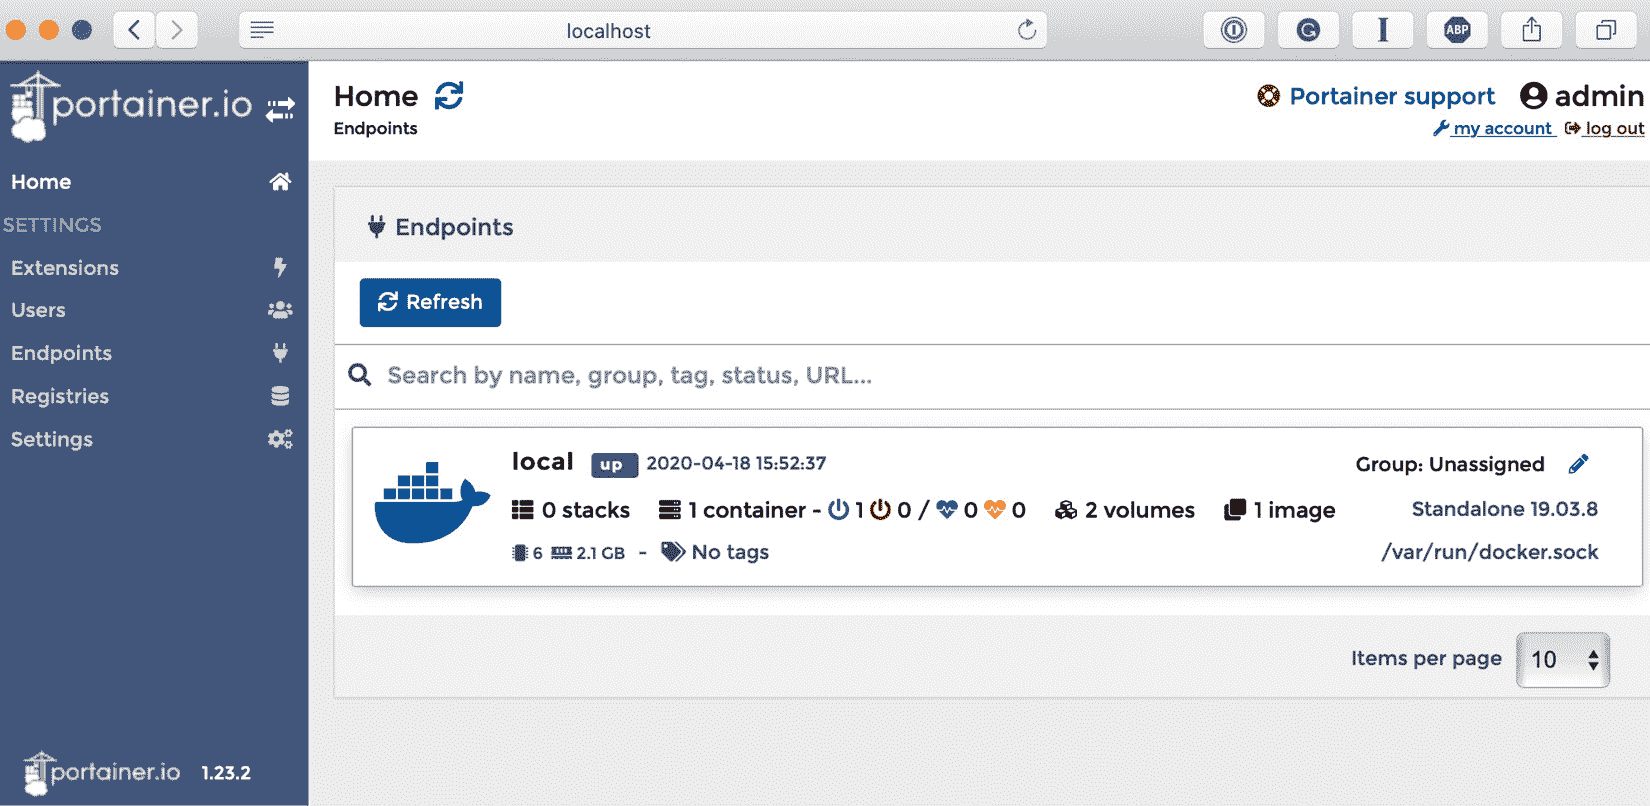 localhost
ABP
portainer.io
Home
SETTINGS
Extensions
Users
Endpoints
Registries
Settings
portainer.io 1.23.2
Home
Endpoints
Portainer support admin
my account log out
Endpoints
Refresh
Search by name, group, tag, status, URL...
local up 2020-04-18 15:52:37 Group: Unassigned
0 stacks 1 container - 1 0 / 0 0 2 volumes 1 image Standalone 19.03.8
6 2.1 GB - No tags /var/run/docker.sock
Items per page 10